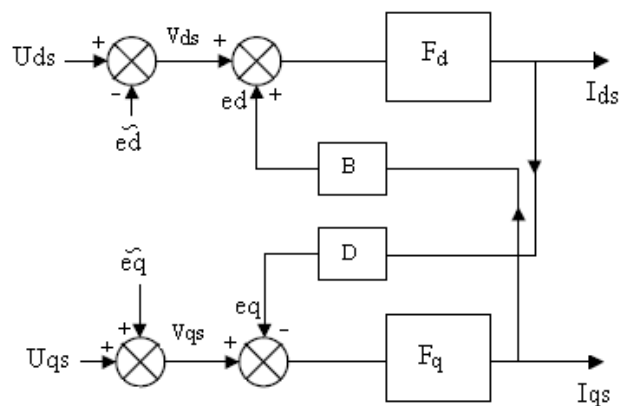 + Vds + Fd
Uds
- ed +
Ids
ẽd
B
D
ẽq
eq
+ Vqs + -
Uqs + Fq
Iqs